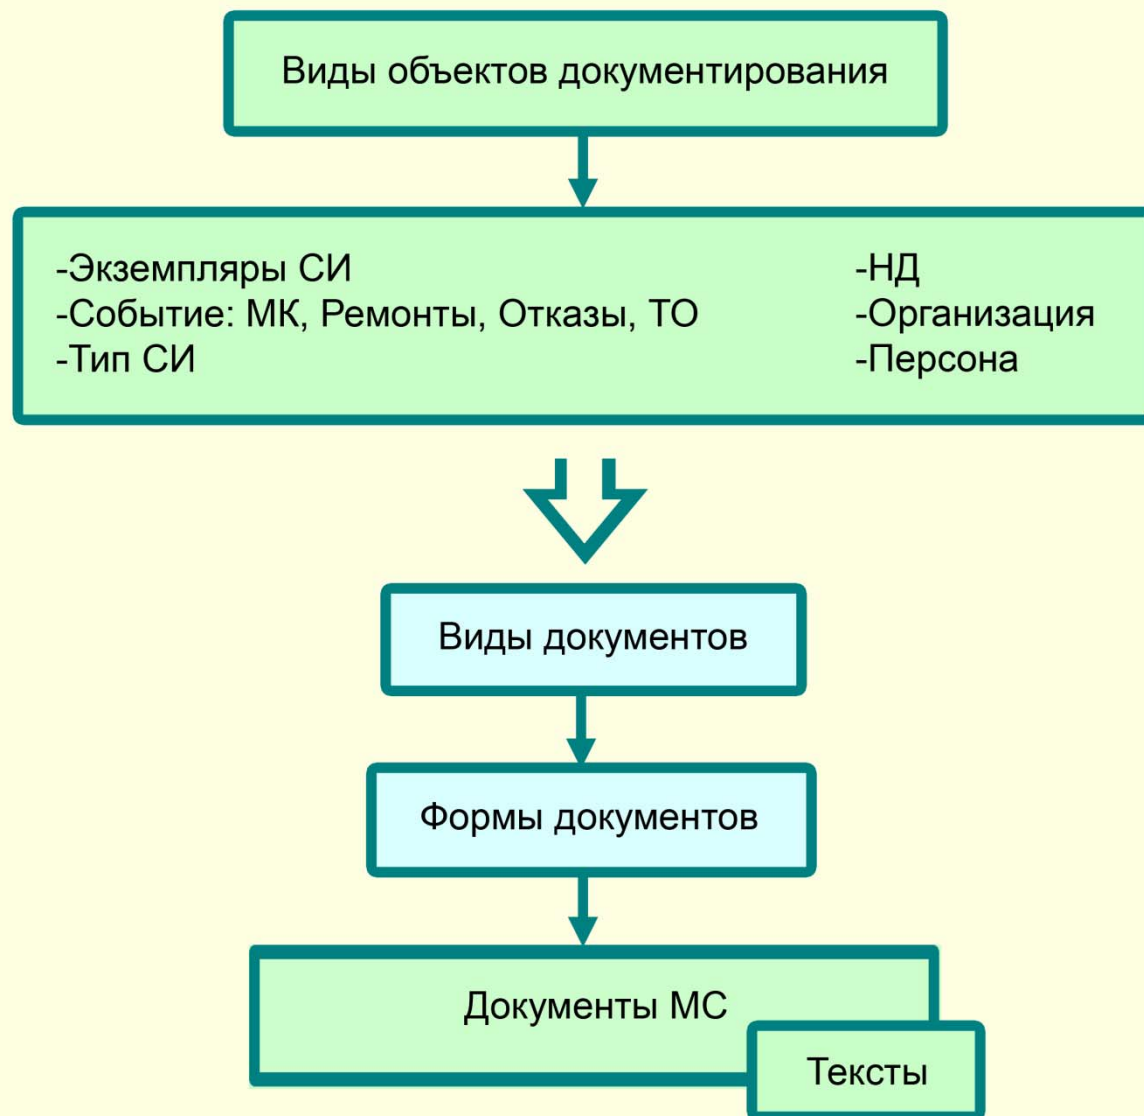 Виды объектов документирования
-Экземпляры СИ
-Событие: МК, Ремонты, Отказы, ТО
-Тип СИ
-НД
-Организация
-Персона
Виды документов
Формы документов
Документы МС
Тексты